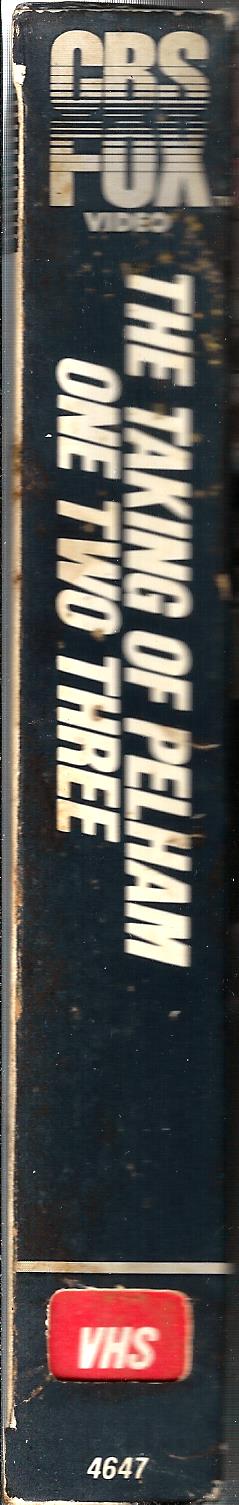 CBS
FOX
VIDEO
THE TAKING OF PELHAM
ONE TWO THREE
VHS
4647